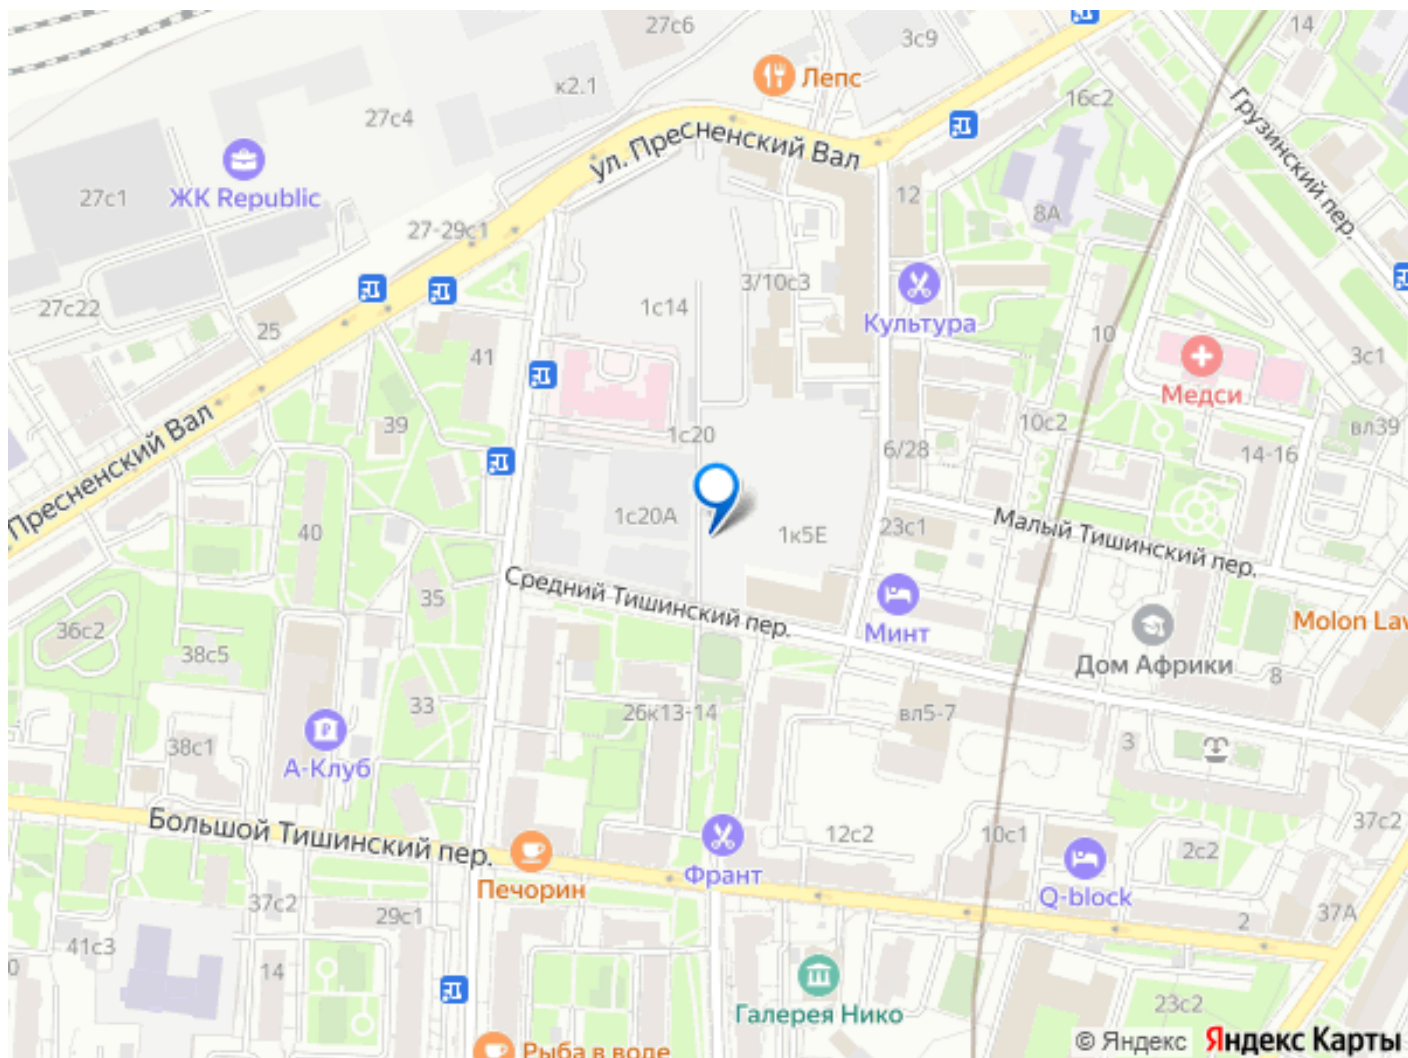 27с6
14
3с9
Лепс
к2.1
16с2
27с4
Грузинский пер.
ул. Пресненский Вал
ЖК Republic
27с1
12
8А
27-29с1
3/10с3
27с22
1с14
25
Культура
10
41
3с1
Медси
Пресненский Вал
39
10с2
вл39
1с20
6/28
14-16
1с20А
Малый Тишинский пер.
40
1к5Е
23с1
Средний Тишинский пер.
35
Минт
36с2
Molon Lav
38с5
Дом Африки
8
33
26к13-14
вл5-7
38с1
3
А-Клуб
Большой Тишинский пер.
12с2
10с1
37с2
2с2
Франт
Печорин
Q-block
37с2
29с1
2
37А
41с3
0
14
23с2
Галерея Нико
© Яндекс Яндекс Карты
Рыба в воде